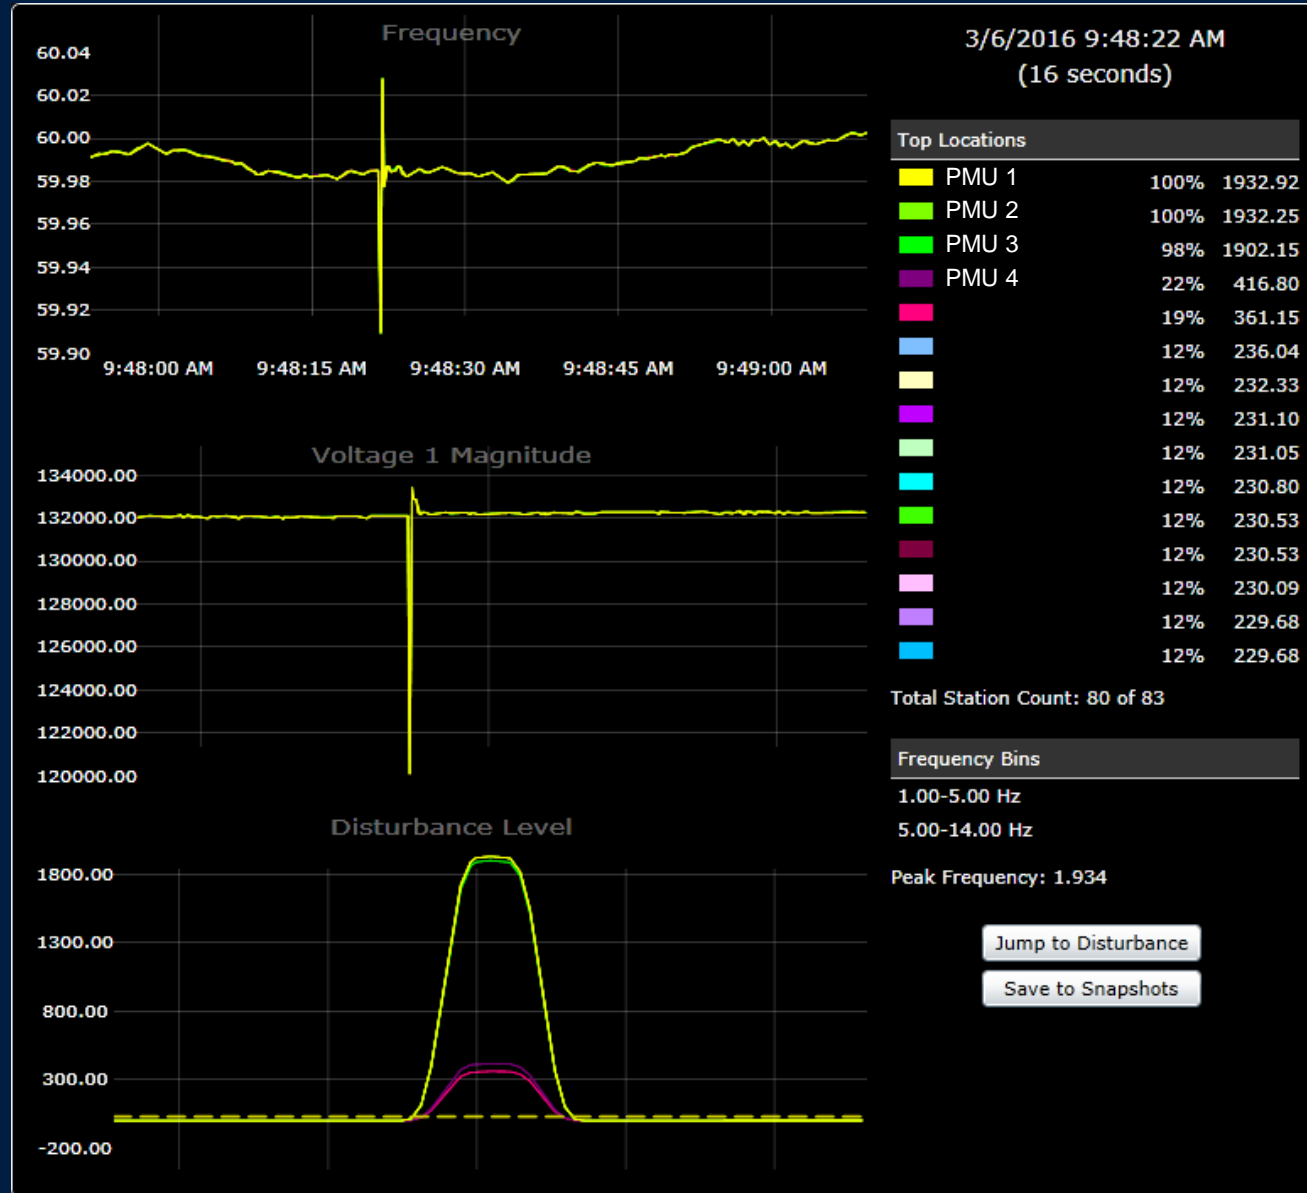 Frequency
60.04
60.02
60.00
59.98
59.96
59.94
59.92
59.90
9:48:00 AM 9:48:15 AM 9:48:30 AM 9:48:45 AM 9:49:00 AM
Voltage 1 Magnitude
134000.00
132000.00
130000.00
128000.00
126000.00
124000.00
122000.00
120000.00
Disturbance Level
1800.00
1300.00
800.00
300.00
-200.00
3/6/2016 9:48:22 AM
(16 seconds)
Top Locations
PMU 1 100% 1932.92
PMU 2 100% 1932.25
PMU 3 98% 1902.15
PMU 4 22% 416.80
19% 361.15
12% 236.04
12% 232.33
12% 231.10
12% 231.05
12% 230.80
12% 230.53
12% 230.53
12% 230.09
12% 229.68
12% 229.68
Total Station Count: 80 of 83
Frequency Bins
1.00-5.00 Hz
5.00-14.00 Hz
Peak Frequency: 1.934
Jump to Disturbance
Save to Snapshots